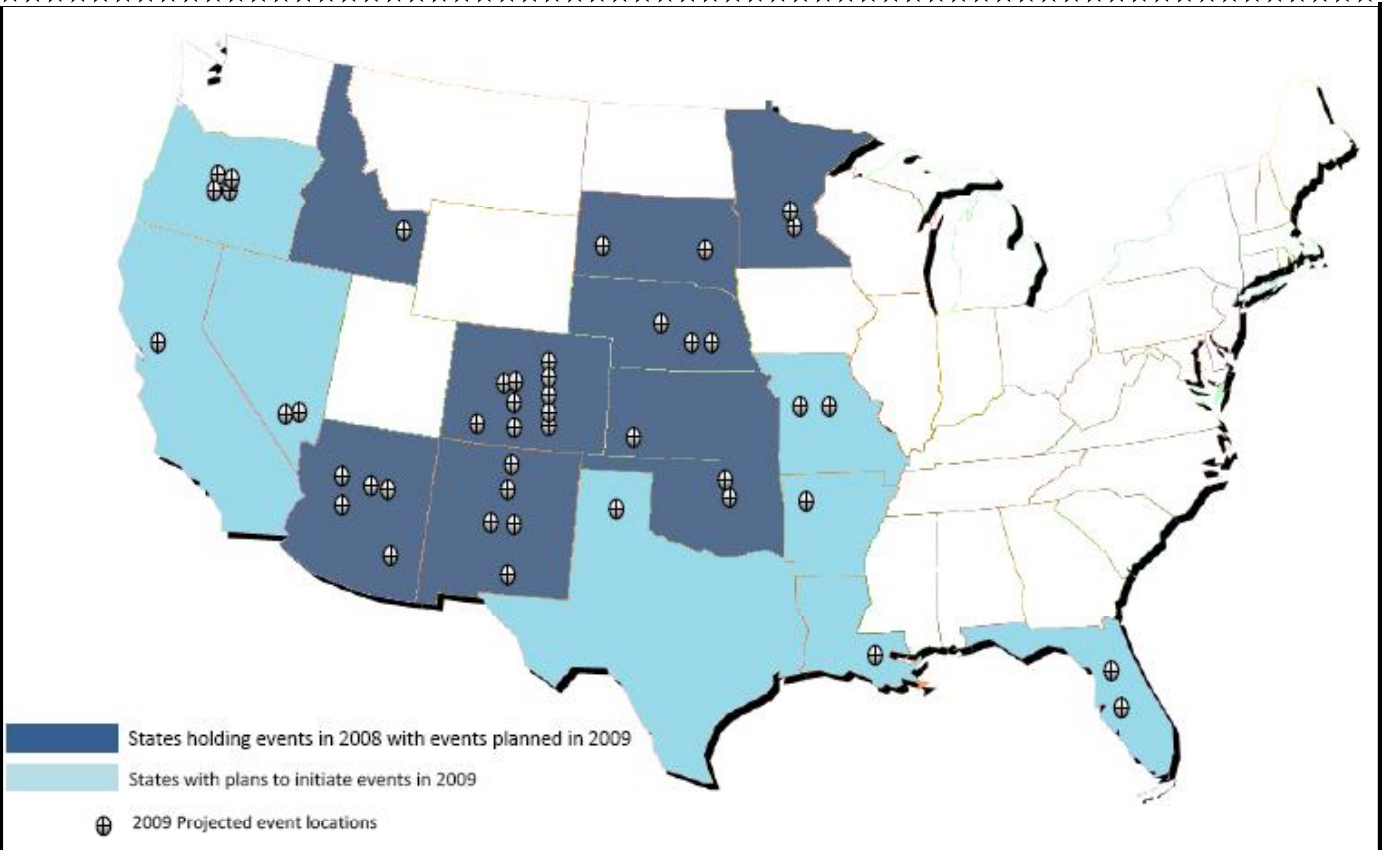 States holding events in 2008 with events planned in 2009
States with plans to initiate events in 2009
2009 Projected event locations